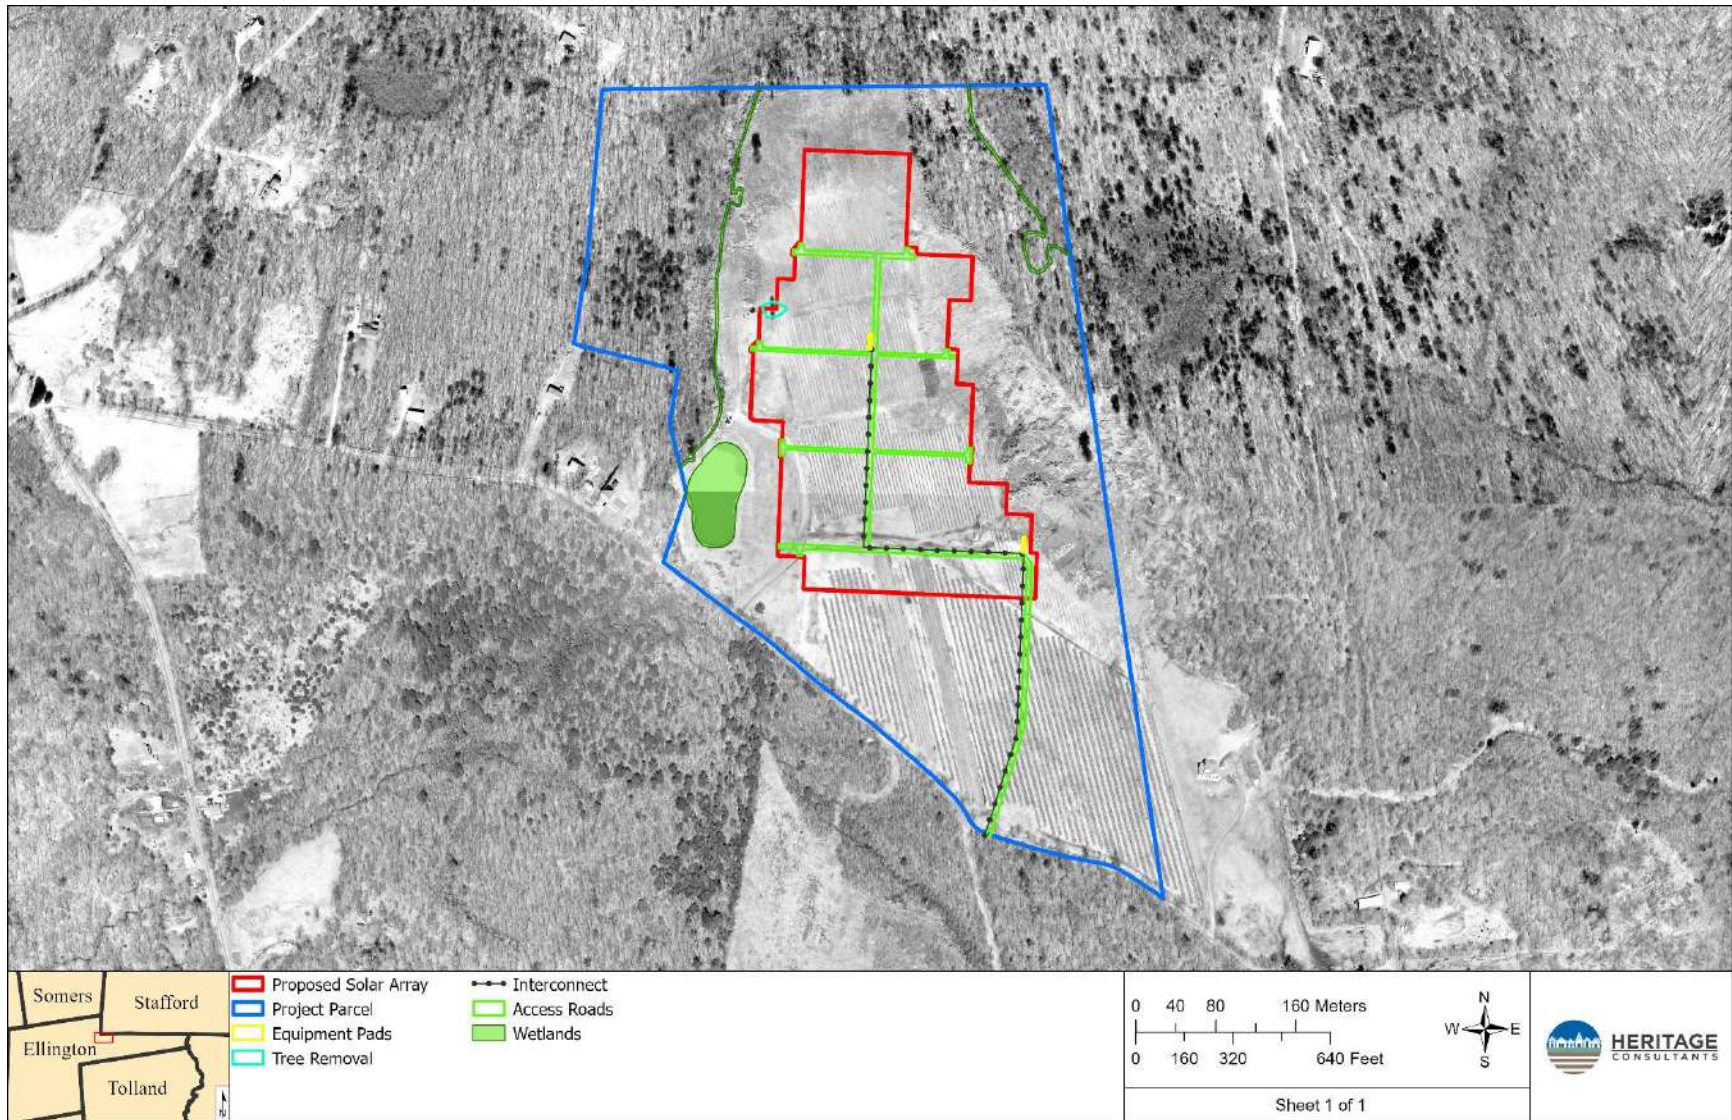 Somers
Stafford
Ellington
Tolland
N
Proposed Solar Array
Project Parcel
Equipment Pads
Tree Removal
Interconnect
Access Roads
Wetlands
0 40 80 160 Meters
0 160 320 640 Feet
N
W E
S
Sheet 1 of 1
HERITAGE
CONSULTANTS